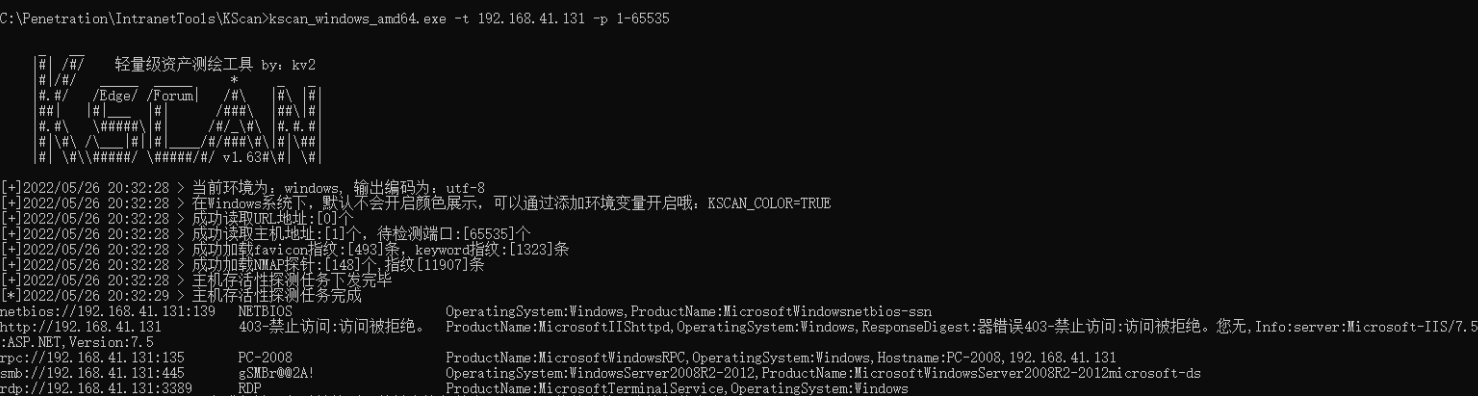 C:\Penetration\IntranetTools\KScan>kscan_windows_amd64.exe -t 192.168.41.131 -p 1-65535
轻量级资产测绘工具 by: kv2
/Edge/ /Forum|
v1.63
[+]2022/05/26 20:32:28 > 当前环境为：windows, 输出编码为：utf-8
[+]2022/05/26 20:32:28 > 在Windows系统下，默认不会开启颜色展示，可以通过添加环境变量开启哦：KSCAN_COLOR=TRUE
[+]2022/05/26 20:32:28 > 成功读取URL地址:[0]个
[+]2022/05/26 20:32:28 > 成功读取主机地址:[1]个，待检测端口:[65535]个
[+]2022/05/26 20:32:28 > 成功加载favicon指纹:[493]条，keyword指纹:[1323]条
[+]2022/05/26 20:32:28 > 成功加载NMAP探针:[148]个,指纹[11907]条
[+]2022/05/26 20:32:28 > 主机存活性探测任务下发完毕
[*]2022/05/26 20:32:29 > 主机存活性探测任务完成
netbios://192.168.41.131:139 NETBIOS OperatingSystem:Windows,ProductName:MicrosoftWindowsnetbios-ssn
http://192.168.41.131 403-禁止访问:访问被拒绝。 ProductName:MicrosoftIIShttpd,OperatingSystem:Windows,ResponseDigest:器错误403-禁止访问:访问被拒绝。您无,Info:server:Microsoft-IIS/7.5
:ASP.NET,Version:7.5
rpc://192.168.41.131:135 PC-2008 ProductName:MicrosoftWindowsRPC,OperatingSystem:Windows,Hostname:PC-2008,192.168.41.131
smb://192.168.41.131:445 gSMBr@@2A! OperatingSystem:WindowsServer2008R2-2012,ProductName:MicrosoftWindowsServer2008R2-2012microsoft-ds
rdp://192.168.41.131:3389 RDP ProductName:MicrosoftTerminalService,OperatingSystem:Windows